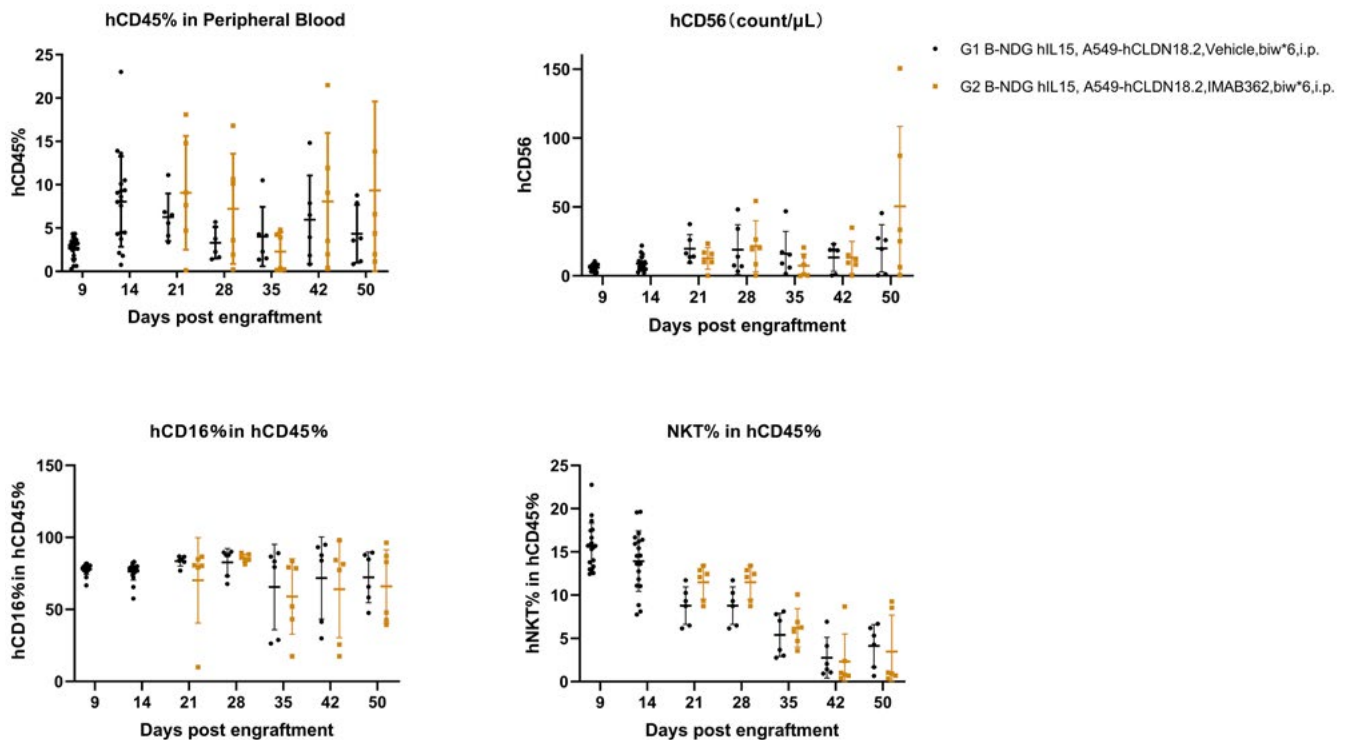 hCD45% in Peripheral Blood
25
20
15
10
5
0
hCD45%
9 14 21 28 35 42 50
Days post engraftment
hCD56（count/μL）
150
100
50
0
hCD56
9 14 21 28 35 42 50
Days post engraftment
G1 B-NDG hIL15, A549-hCLDN18.2,Vehicle,biw*6,i.p.
G2 B-NDG hIL15, A549-hCLDN18.2,IMAB362,biw*6,i.p.
hCD16%in hCD45%
150
100
50
0
hCD16%in hCD45%
9 14 21 28 35 42 50
Days post engraftment
NKT% in hCD45%
25
20
15
10
5
0
hNKT% in hCD45%
9 14 21 28 35 42 50
Days post engraftment